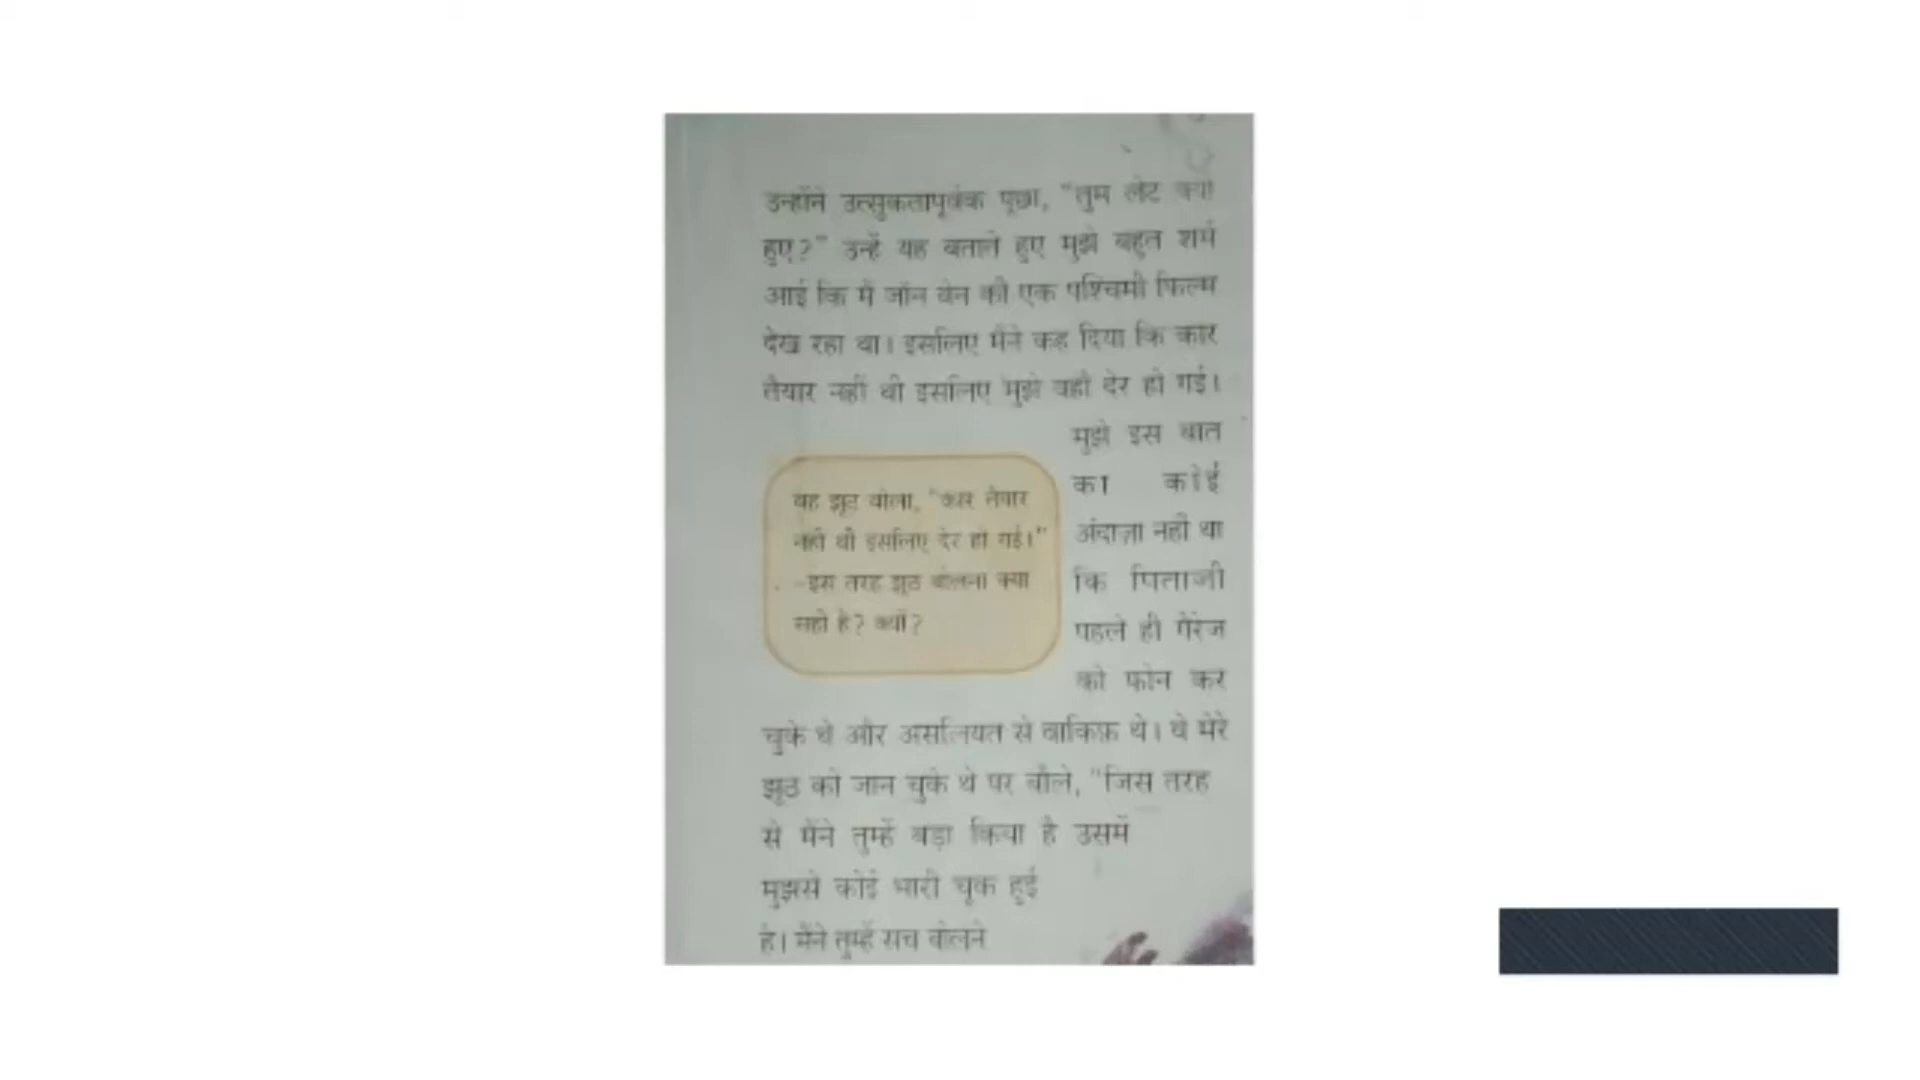 उन्होंने उत्सुकतापूर्वक पूछा, "तुम लेट क्यों
हुए?" उन्हें यह बताते हुए मुझे बहुत शर्म
आई कि मैं जॉन वेन की एक पश्चिमी फिल्म
देख रहा था। इसलिए मैंने कह दिया कि कार
तैयार नहीं थी इसलिए मुझे वहाँ देर हो गई।
मुझे इस बात
का कोई
अंदाज़ा नहीं था
कि पिताजी
पहले ही गैरेज
को फोन कर
चुके थे और असलियत से वाकिफ़ थे। वे मेरे
झूठ को जान चुके थे पर बोले, "जिस तरह
से मैंने तुम्हें बड़ा किया है उसमें
मुझसे कोई भारी चूक हुई
है। मैंने तुम्हें सच बोलने
वह झूठ बोला, "कार तैयार
नहीं थी इसलिए देर हो गई।"
-इस तरह झूठ बोलना क्या
सही है? क्यों?